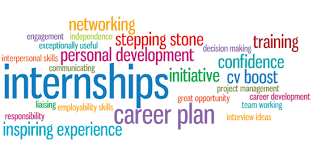 networking
engagement independence
stepping stone
decision making
training
exceptionally useful
interpersonal skills
personal development
confidence
communicating
internships
initiative
cv boost
project management
great opportunity
career development
liaising
employability skills
career plan
team working
responsibility
interview ideas
inspiring experience